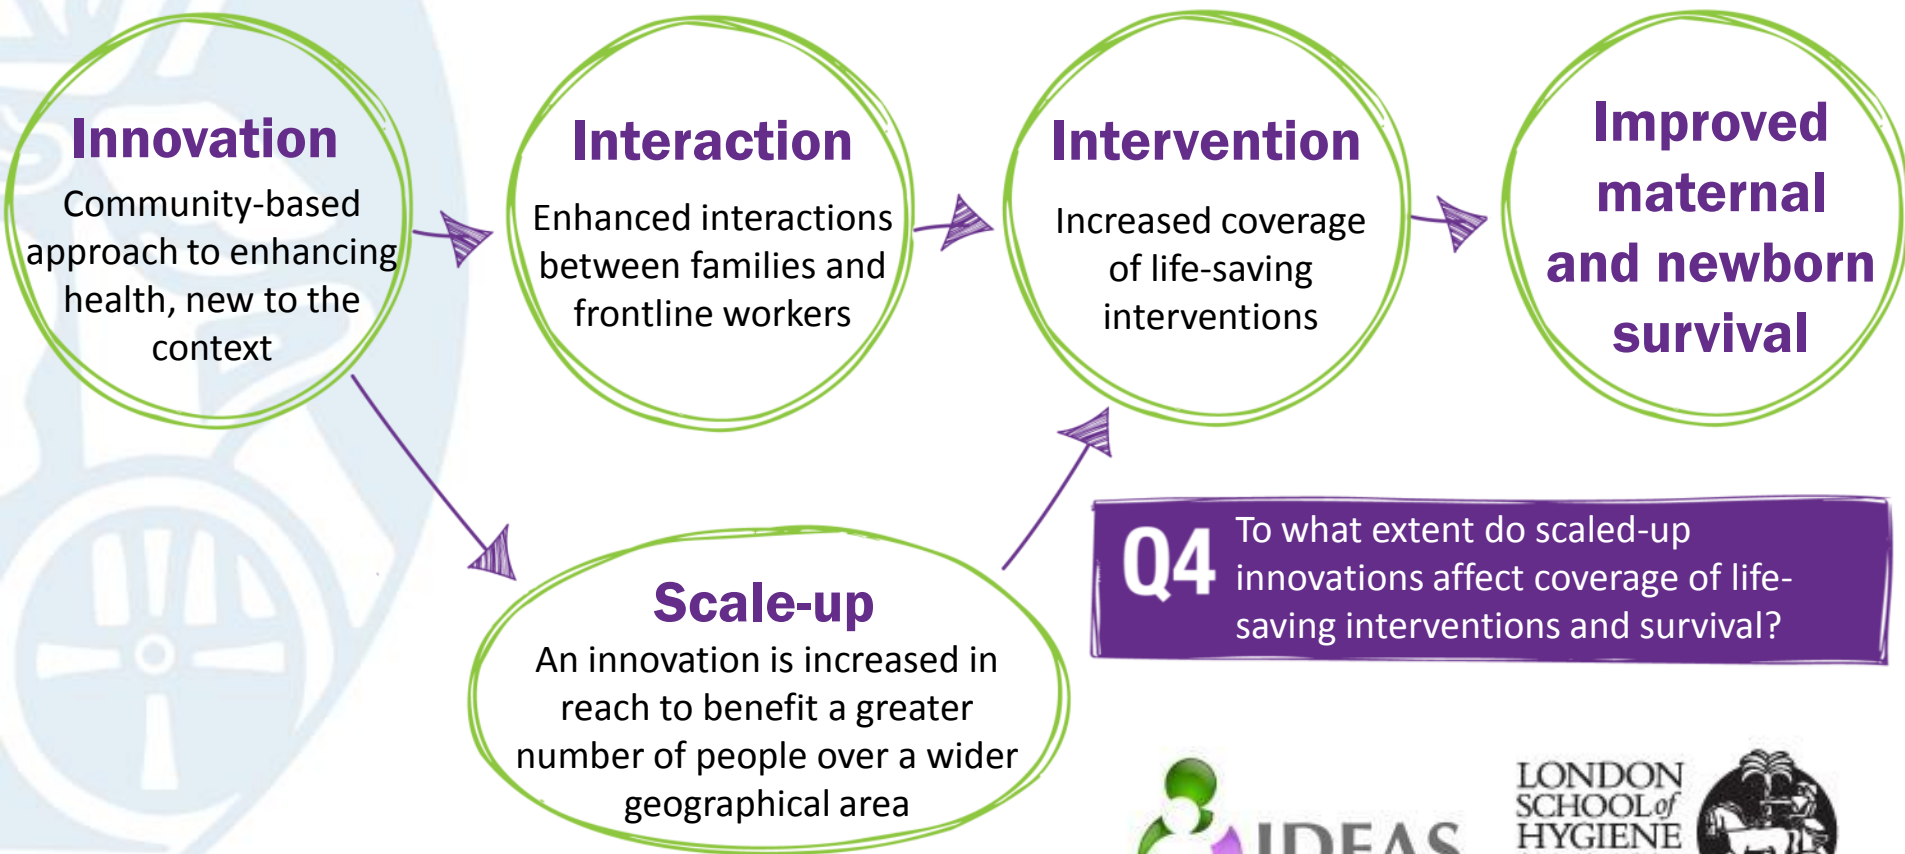 Innovation
Community-based
approach to enhancing
health, new to the
context
Interaction
Enhanced interactions
between families and
frontline workers
Intervention
Increased coverage
of life-saving
interventions
Improved
maternal
and newborn
survival
Scale-up
An innovation is increased in
reach to benefit a greater
number of people over a wider
geographical area
Q4
To what extent do scaled-up
innovations affect coverage of life-
saving interventions and survival?
IDEAS
LONDON
SCHOOL of
HYGIENE